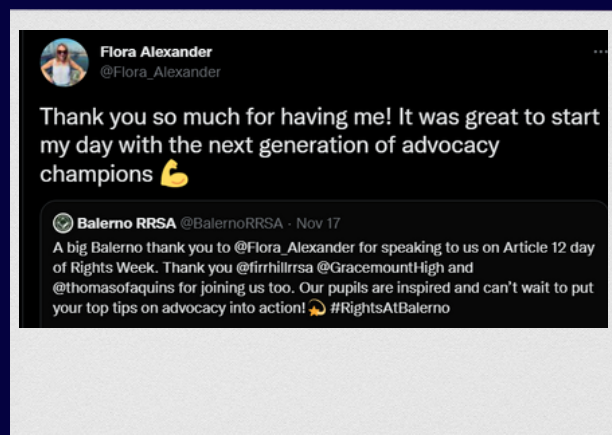 Flora Alexander
@Flora_Alexander
Thank you so much for having me! It was great to start
my day with the next generation of advocacy
champions 💪
Balerno RRSA @BalernoRRSA · Nov 17
A big Balerno thank you to @Flora_Alexander for speaking to us on Article 12 day
of Rights Week. Thank you @firrhillrrsa @GracemountHigh and
@thomasofaquins for joining us too. Our pupils are inspired and can't wait to put
your top tips on advocacy into action! 💫 #RightsAtBalerno